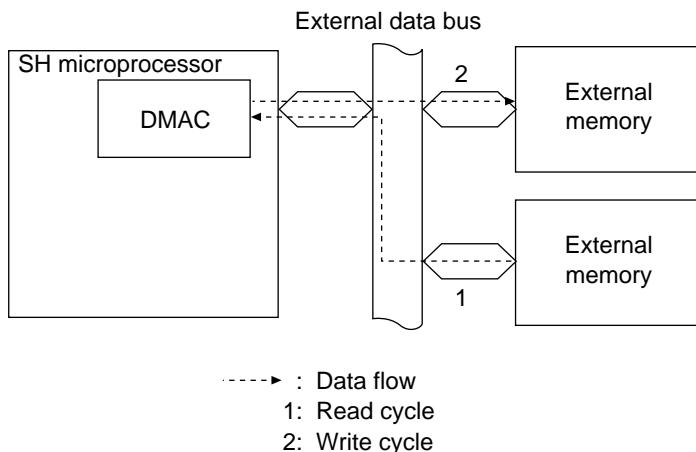 External data bus
SH microprocessor
DMAC
2
External
memory
External
memory
1
: Data flow
1: Read cycle
2: Write cycle